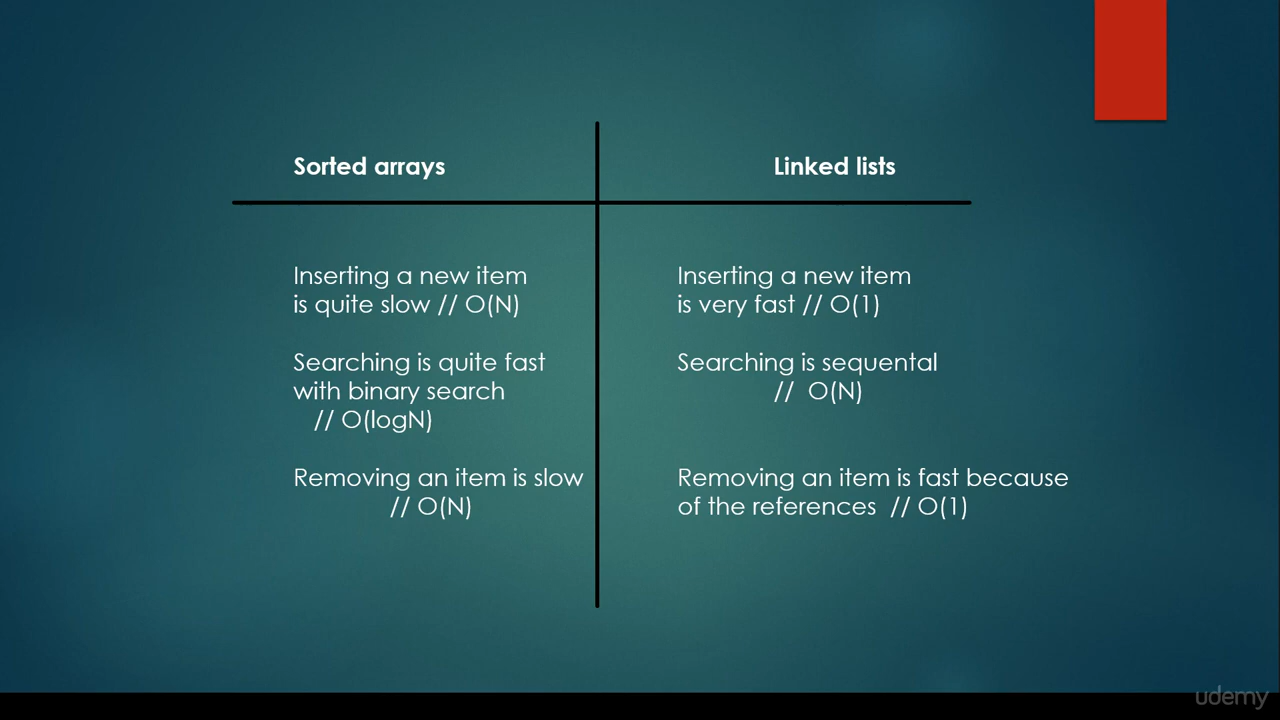 Sorted arrays
Linked lists
Inserting a new item
is quite slow // O(N)
Searching is quite fast
with binary search
// O(logN)
Removing an item is slow
// O(N)
Inserting a new item
is very fast // O(1)
Searching is sequental
// O(N)
Removing an item is fast because
of the references // O(1)
udemy